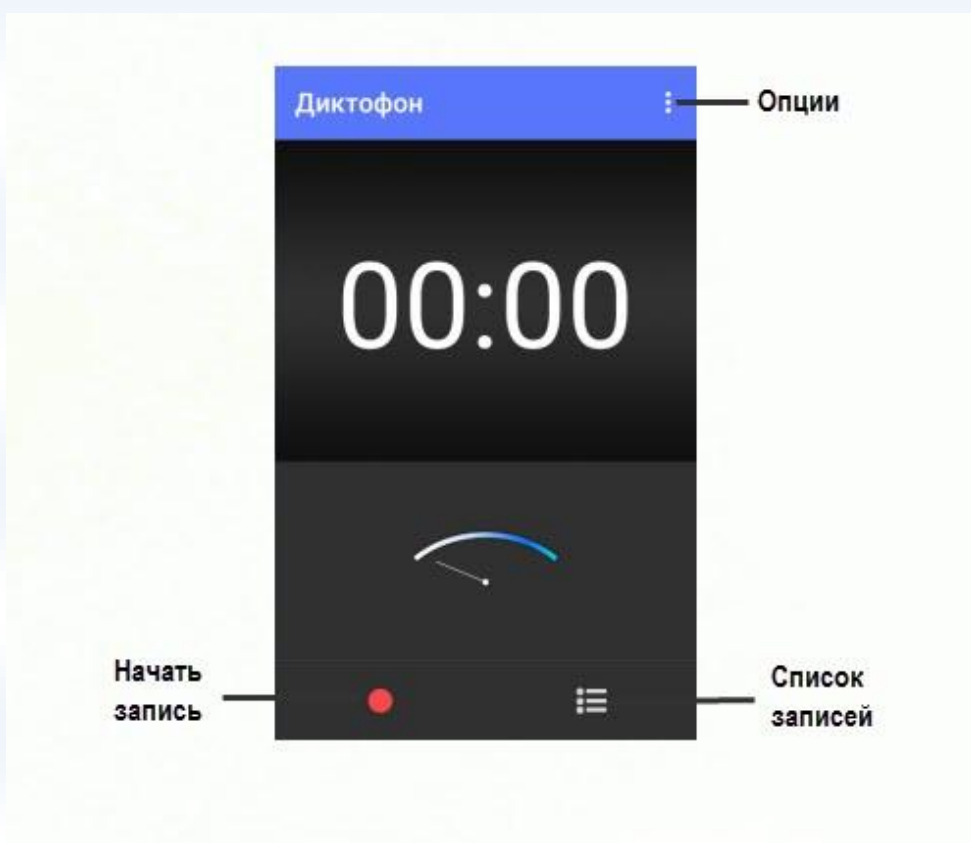 Диктофон
Опции
00:00
Начать
запись
Список
записей